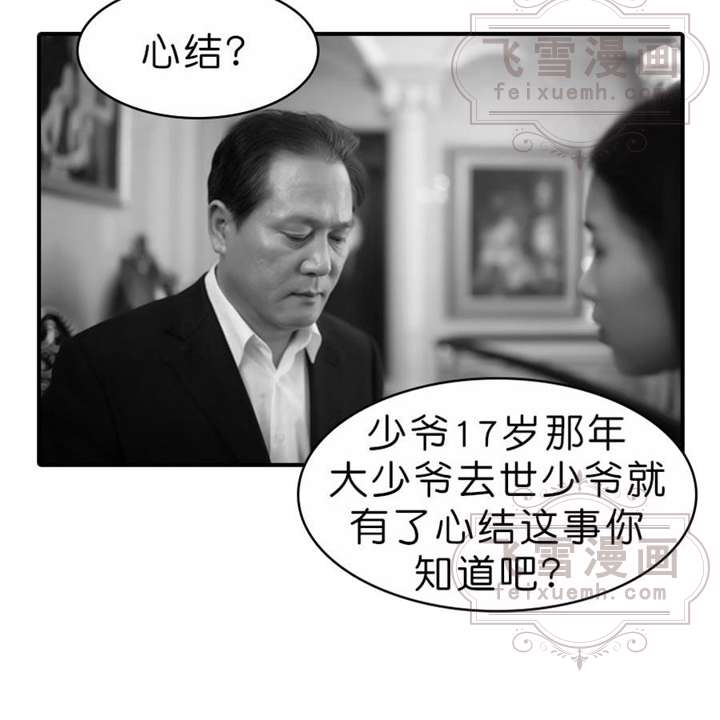 心结?
飞雪漫画
feixuemh.com
少爷17岁那年
大少爷去世少爷就
有了心结这事你
知道吧?
飞雪漫画
feixuemh.com